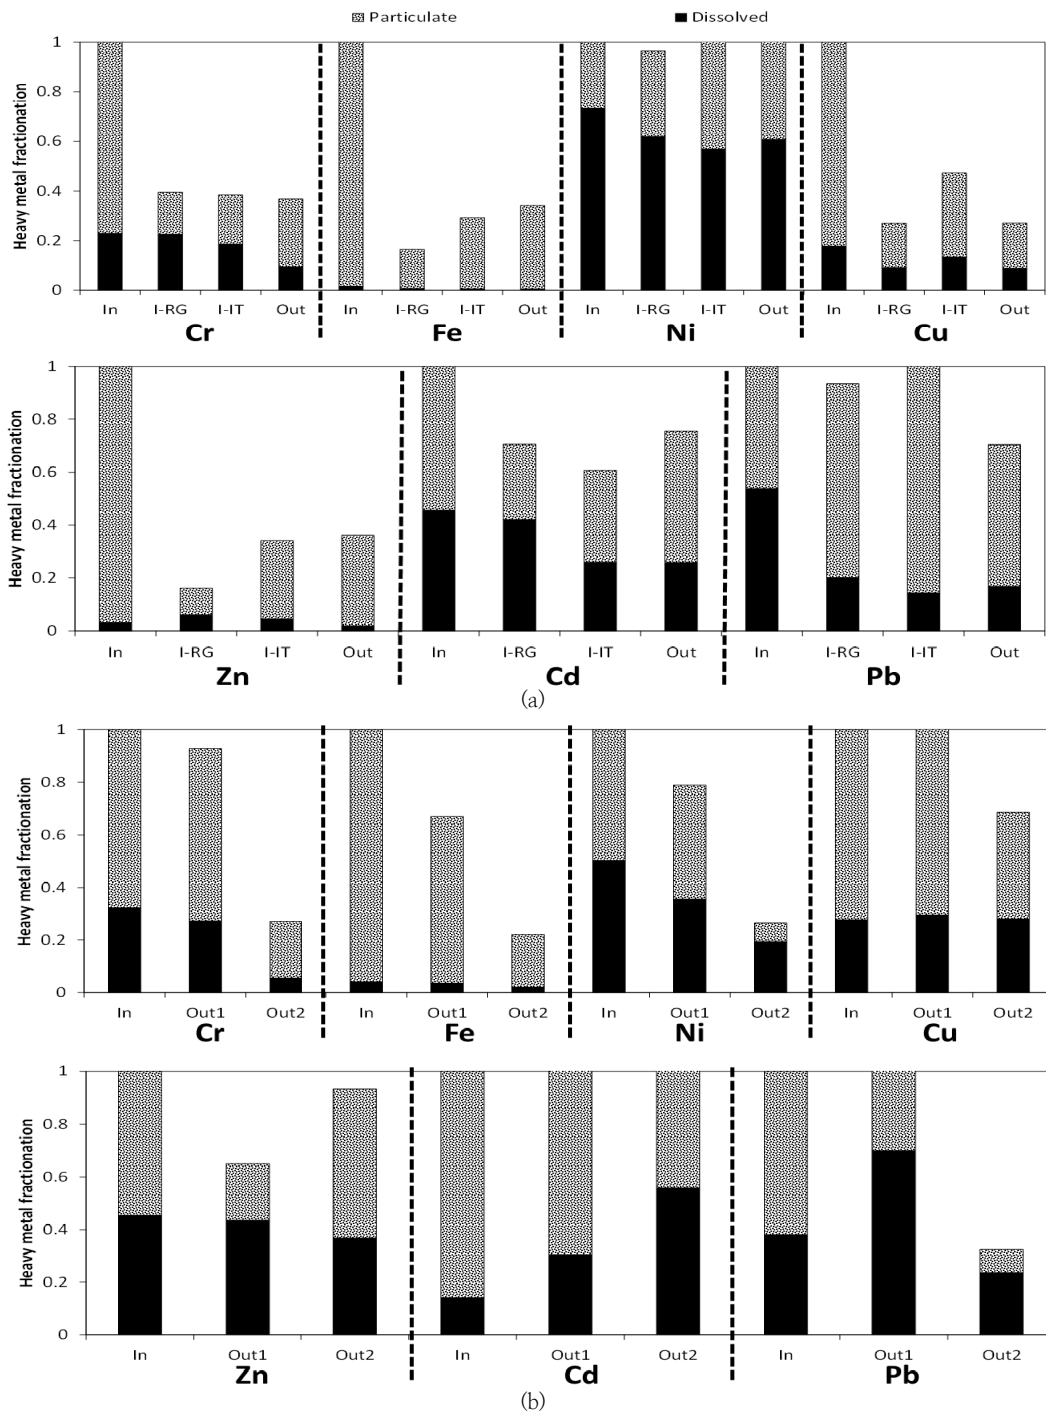 Particulate Dissolved
Heavy metal fractionation
1
0.8
0.6
0.4
0.2
0
In I-RG I-IT Out In I-RG I-IT Out In I-RG I-IT Out In I-RG I-IT Out
Cr Fe Ni Cu
Heavy metal fractionation
1
0.8
0.6
0.4
0.2
0
In I-RG I-IT Out In I-RG I-IT Out In I-RG I-IT Out
Zn Cd Pb
(a)
Heavy metal fractionation
1
0.8
0.6
0.4
0.2
0
In Out1 Out2 In Out1 Out2 In Out1 Out2 In Out1 Out2
Cr Fe Ni Cu
Heavy metal fractionation
1
0.8
0.6
0.4
0.2
0
In Out1 Out2 In Out1 Out2 In Out1 Out2
Zn Cd Pb
(b)